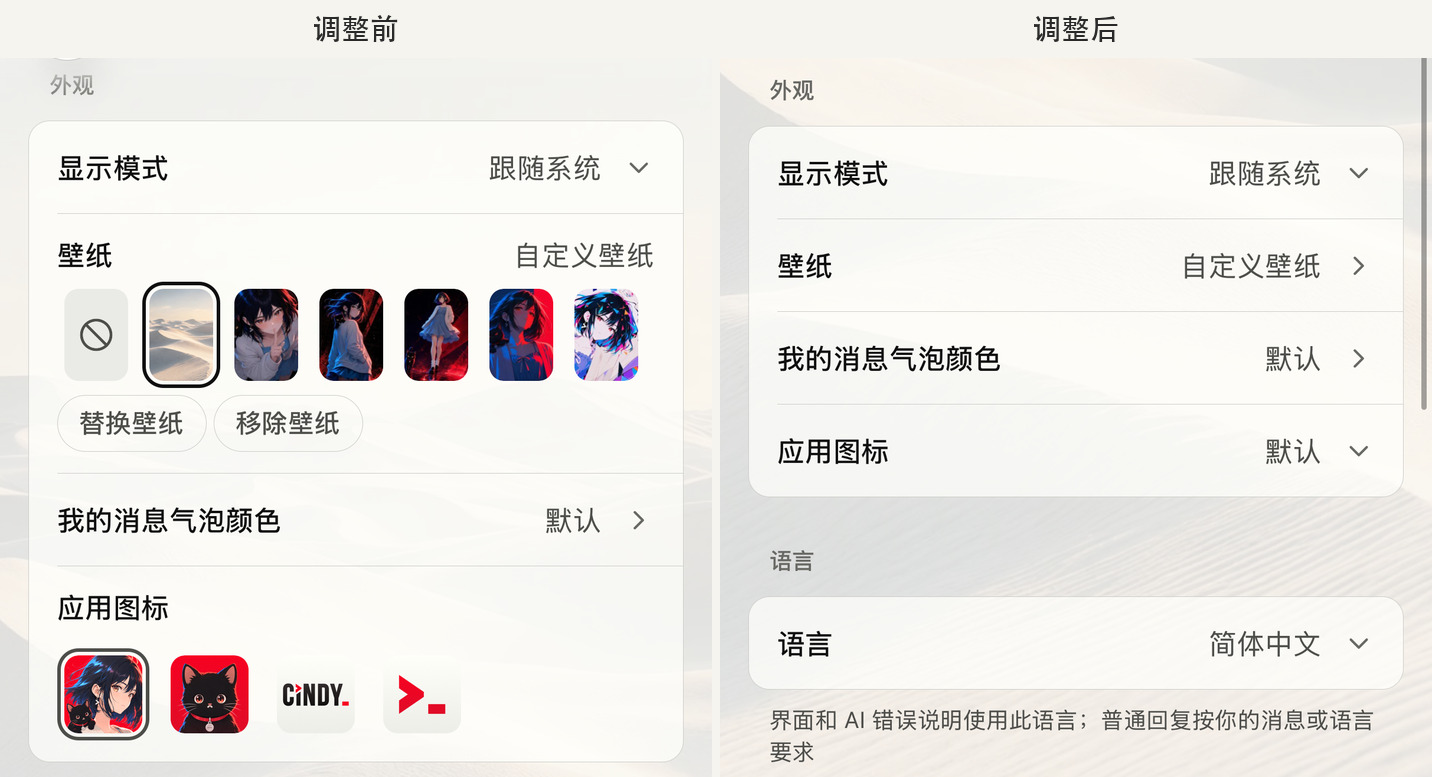 调整前
外观
显示模式
跟随系统
壁纸
自定义壁纸
替换壁纸
移除壁纸
我的消息气泡颜色
默认
应用图标
CiNDY_
>_
调整后
外观
显示模式
跟随系统
壁纸
自定义壁纸
我的消息气泡颜色
默认
应用图标
默认
语言
语言
简体中文
界面和 AI 错误说明使用此语言；普通回复按你的消息或语言
要求